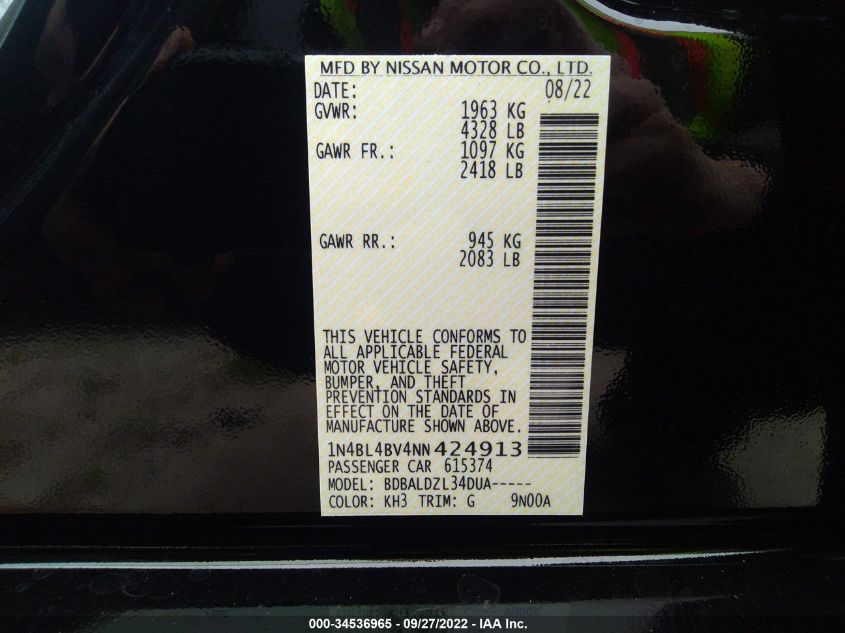 MFD BY NISSAN MOTOR CO., LTD.
DATE: 08/22
GVWR: 1963 KG
4328 LB
GAWR FR.: 1097 KG
2418 LB
GAWR RR.: 945 KG
2083 LB
THIS VEHICLE CONFORMS TO
ALL APPLICABLE FEDERAL
MOTOR VEHICLE SAFETY,
BUMPER, AND THEFT
PREVENTION STANDARDS IN
EFFECT ON THE DATE OF
MANUFACTURE SHOWN ABOVE.
1N4BL4BV4NN424913
PASSENGER CAR 615374
MODEL: BDBALDZL34DUA-----
COLOR: KH3 TRIM: G 9N00A
000-34536965 - 09/27/2022 - IAA Inc.